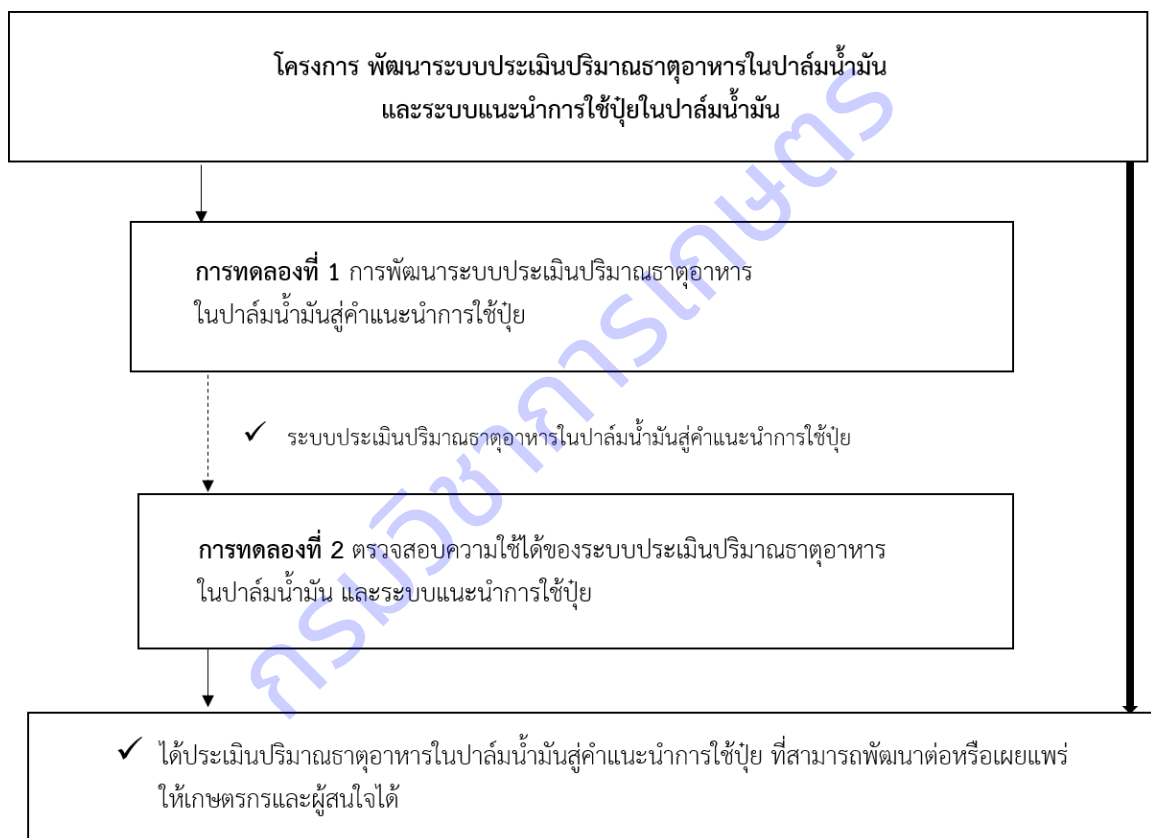 โครงการ พัฒนาระบบประเมินปริมาณธาตุอาหารในปาล์มน้ำมัน
และระบบแนะนำการใช้ปุ๋ยในปาล์มน้ำมัน
การทดลองที่ 1 การพัฒนาระบบประเมินปริมาณธาตุอาหาร
ในปาล์มน้ำมันสู่คำแนะนำการใช้ปุ๋ย
✓ ระบบประเมินปริมาณธาตุอาหารในปาล์มน้ำมันสู่คำแนะนำการใช้ปุ๋ย
การทดลองที่ 2 ตรวจสอบความใช้ได้ของระบบประเมินปริมาณธาตุอาหาร
ในปาล์มน้ำมัน และระบบแนะนำการใช้ปุ๋ย
✓ ได้ประเมินปริมาณธาตุอาหารในปาล์มน้ำมันสู่คำแนะนำการใช้ปุ๋ย ที่สามารถพัฒนาต่อหรือเผยแพร่
ให้เกษตรกรและผู้สนใจได้
กรมวิชาการเกษตร